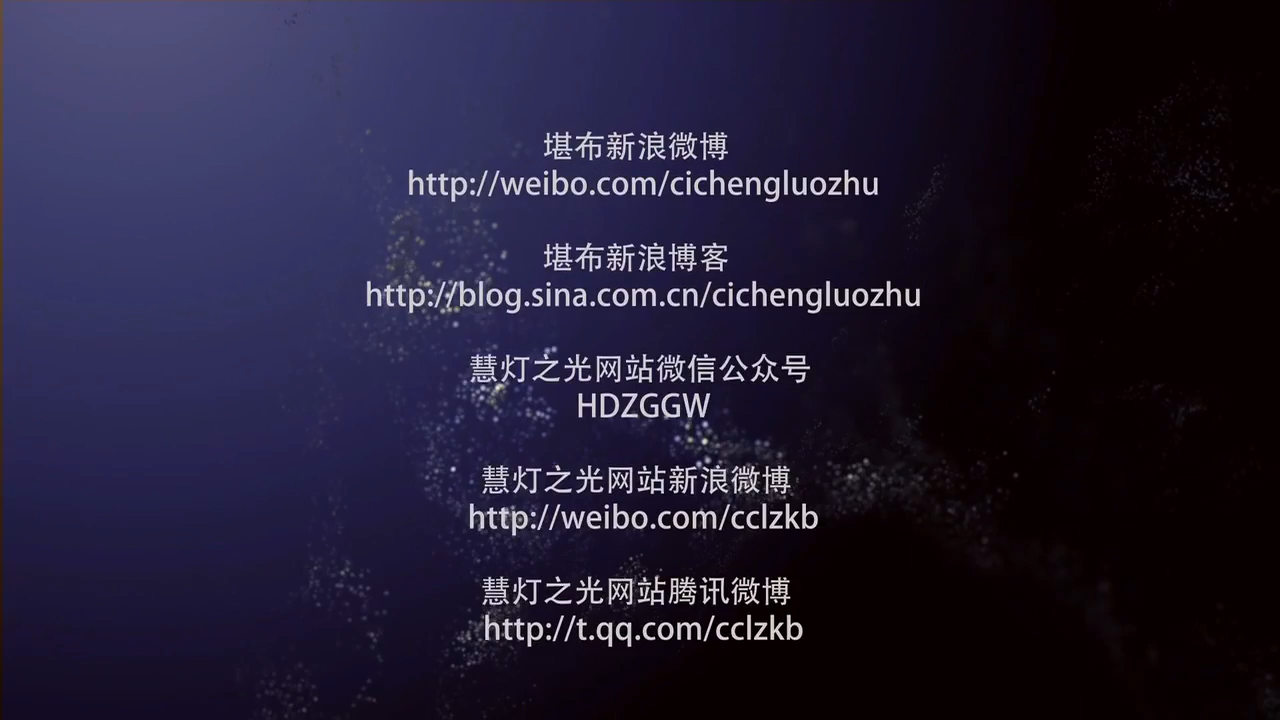 堪布新浪微博
http://weibo.com/cichengluozhu
堪布新浪博客
http://blog.sina.com.cn/cichengluozhu
慧灯之光网站微信公众号
HDZGGW
慧灯之光网站新浪微博
http://weibo.com/cclzkb
慧灯之光网站腾讯微博
http://t.qq.com/cclzkb